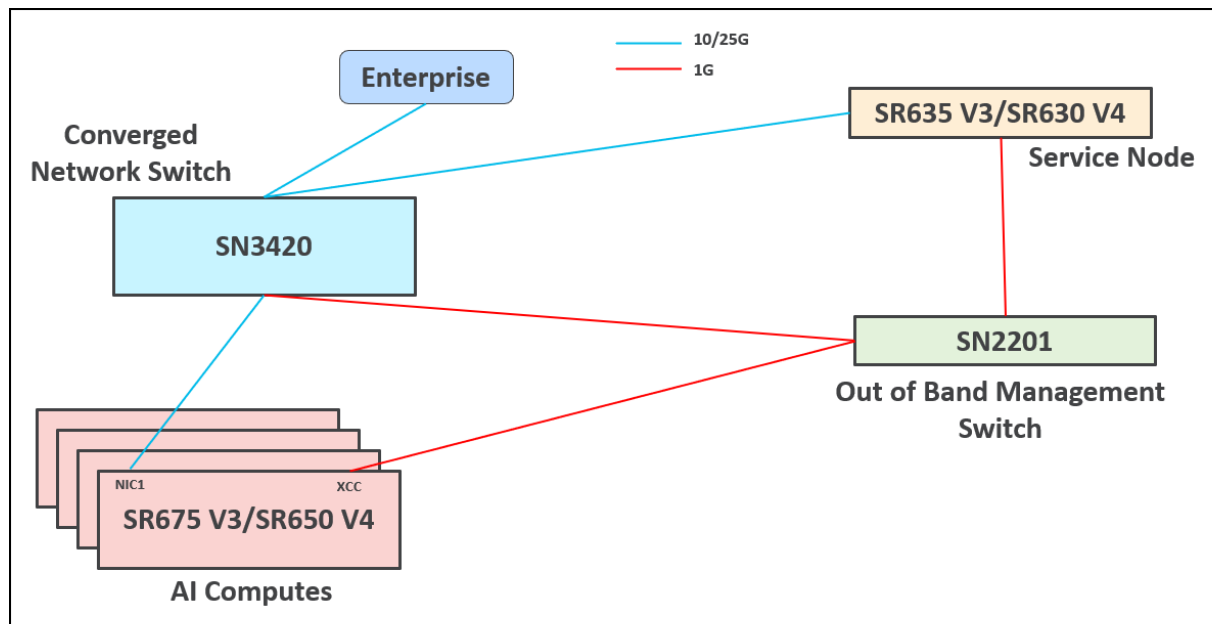 10/25G
1G
Enterprise
SR635 V3/SR630 V4
Service Node
Converged
Network Switch
SN3420
SN2201
Out of Band Management
Switch
NIC1
XCC
SR675 V3/SR650 V4
AI Computes